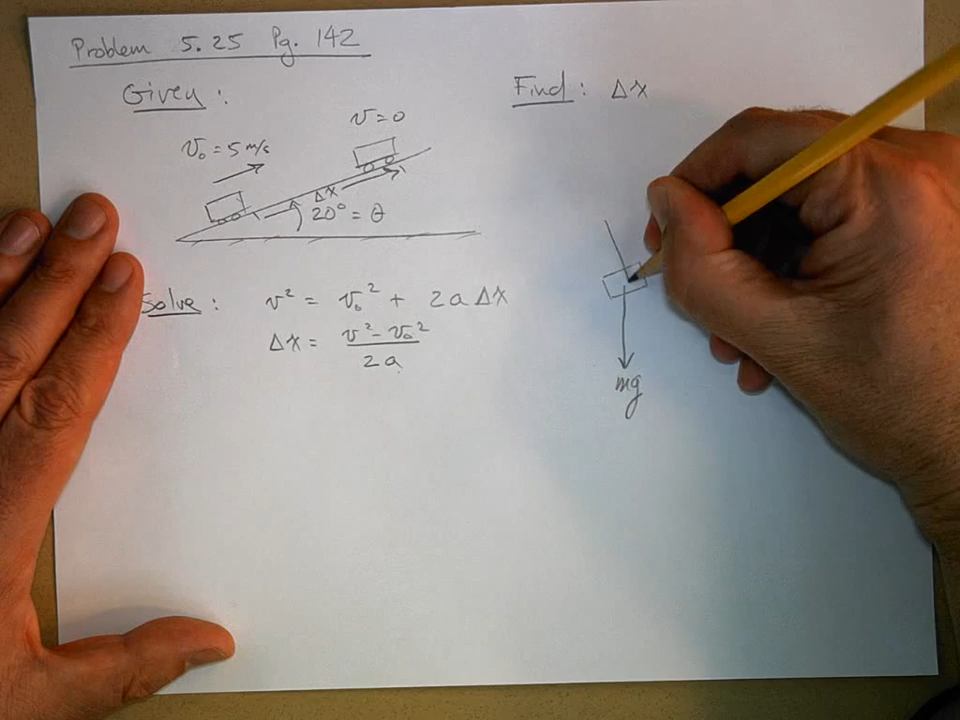 Problem 5.25 Pg. 142
Given:
Find: Δx
v=0
v₀ = 5 m/s
Δx
20° = θ
Solve: v² = v₀² + 2aΔx
Δx = v² - v₀²
2a
mg